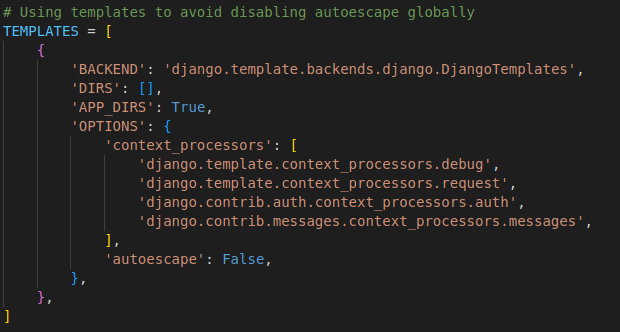 # Using templates to avoid disabling autoescape globally
TEMPLATES = [
    {
        'BACKEND': 'django.template.backends.django.DjangoTemplates',
        'DIRS': [],
        'APP_DIRS': True,
        'OPTIONS': {
            'context_processors': [
                'django.template.context_processors.debug',
                'django.template.context_processors.request',
                'django.contrib.auth.context_processors.auth',
                'django.contrib.messages.context_processors.messages',
            ],
            'autoescape': False,
        },
    },
]